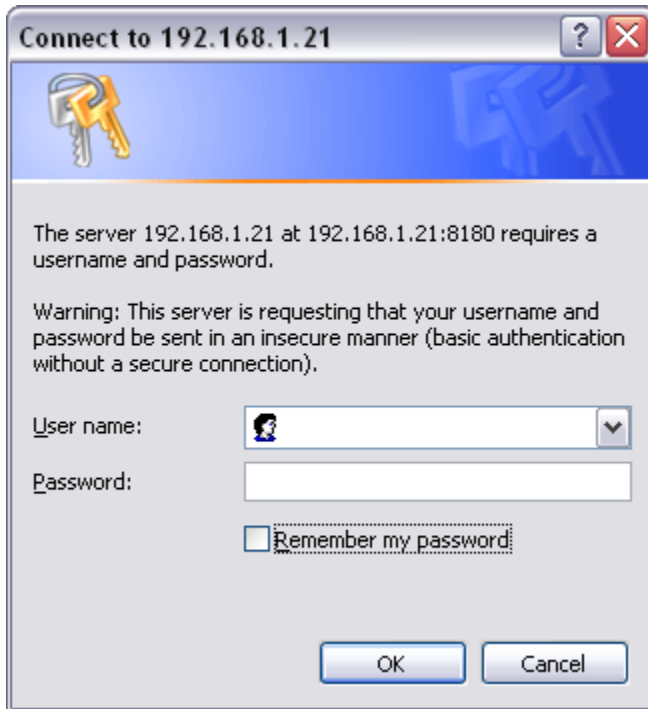 Connect to 192.168.1.21
The server 192.168.1.21 at 192.168.1.21:8180 requires a
username and password.
Warning: This server is requesting that your username and
password be sent in an insecure manner (basic authentication
without a secure connection).
User name:
Password:
Remember my password
OK Cancel